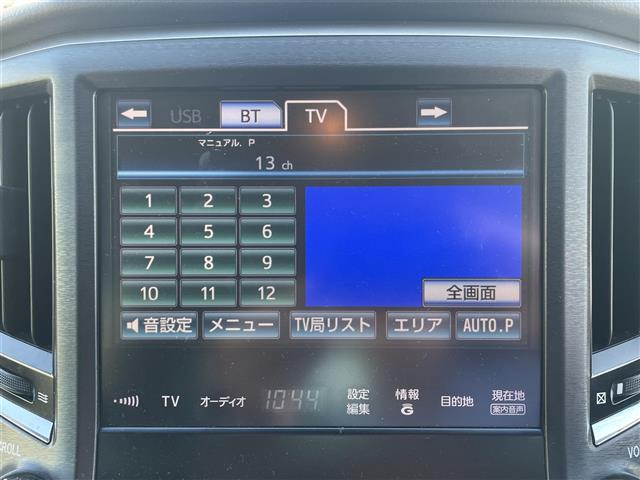 USB BT TV
マニュアル. P
13 ch
1 2 3
4 5 6
7 8 9
10 11 12
全画面
音設定 メニュー TV局リスト エリア AUTO.P
TV オーディオ 10:44 設定 編集 情報 G 目的地 現在地 案内音声
SCROLL
VO